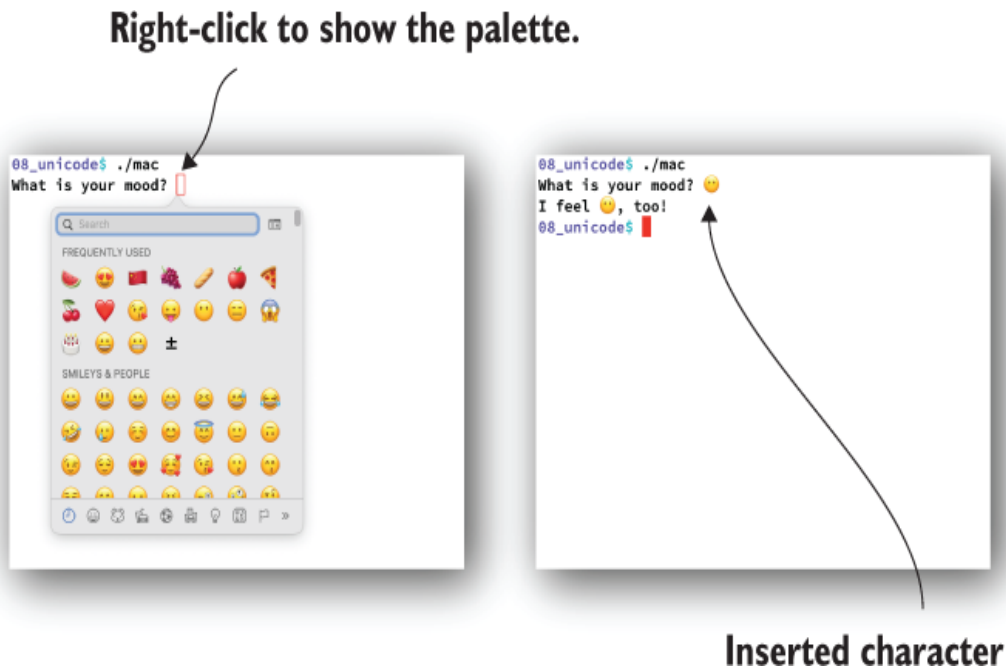 Right-click to show the palette.
08_unicode$ ./mac
What is your mood?
Search
FREQUENTLY USED
±
SMILEYS & PEOPLE
»
08_unicode$ ./mac
What is your mood? 😶
I feel 😶, too!
08_unicode$
Inserted character